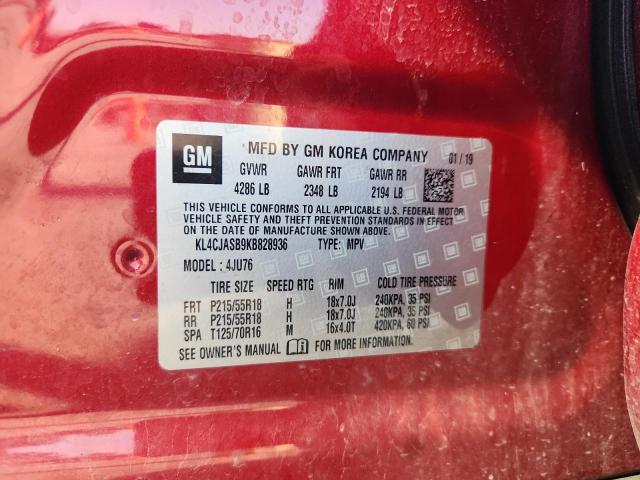 GM MFD BY GM KOREA COMPANY 01/19
GVWR GAWR FRT GAWR RR
4286 LB 2348 LB 2194 LB
THIS VEHICLE CONFORMS TO ALL APPLICABLE U.S. FEDERAL MOTOR
VEHICLE SAFETY AND THEFT PREVENTION STANDARDS IN EFFECT
ON THE DATE OF MANUFACTURE SHOWN ABOVE.
KL4CJASB9KB828936 TYPE: MPV
MODEL: 4JU76
TIRE SIZE SPEED RTG RIM COLD TIRE PRESSURE
FRT P215/55R18 H 18x7.0J 240KPA, 35 PSI
RR P215/55R18 H 18x7.0J 240KPA, 35 PSI
SPA T125/70R16 M 16x4.0T 420KPA, 60 PSI
SEE OWNER'S MANUAL FOR MORE INFORMATION.